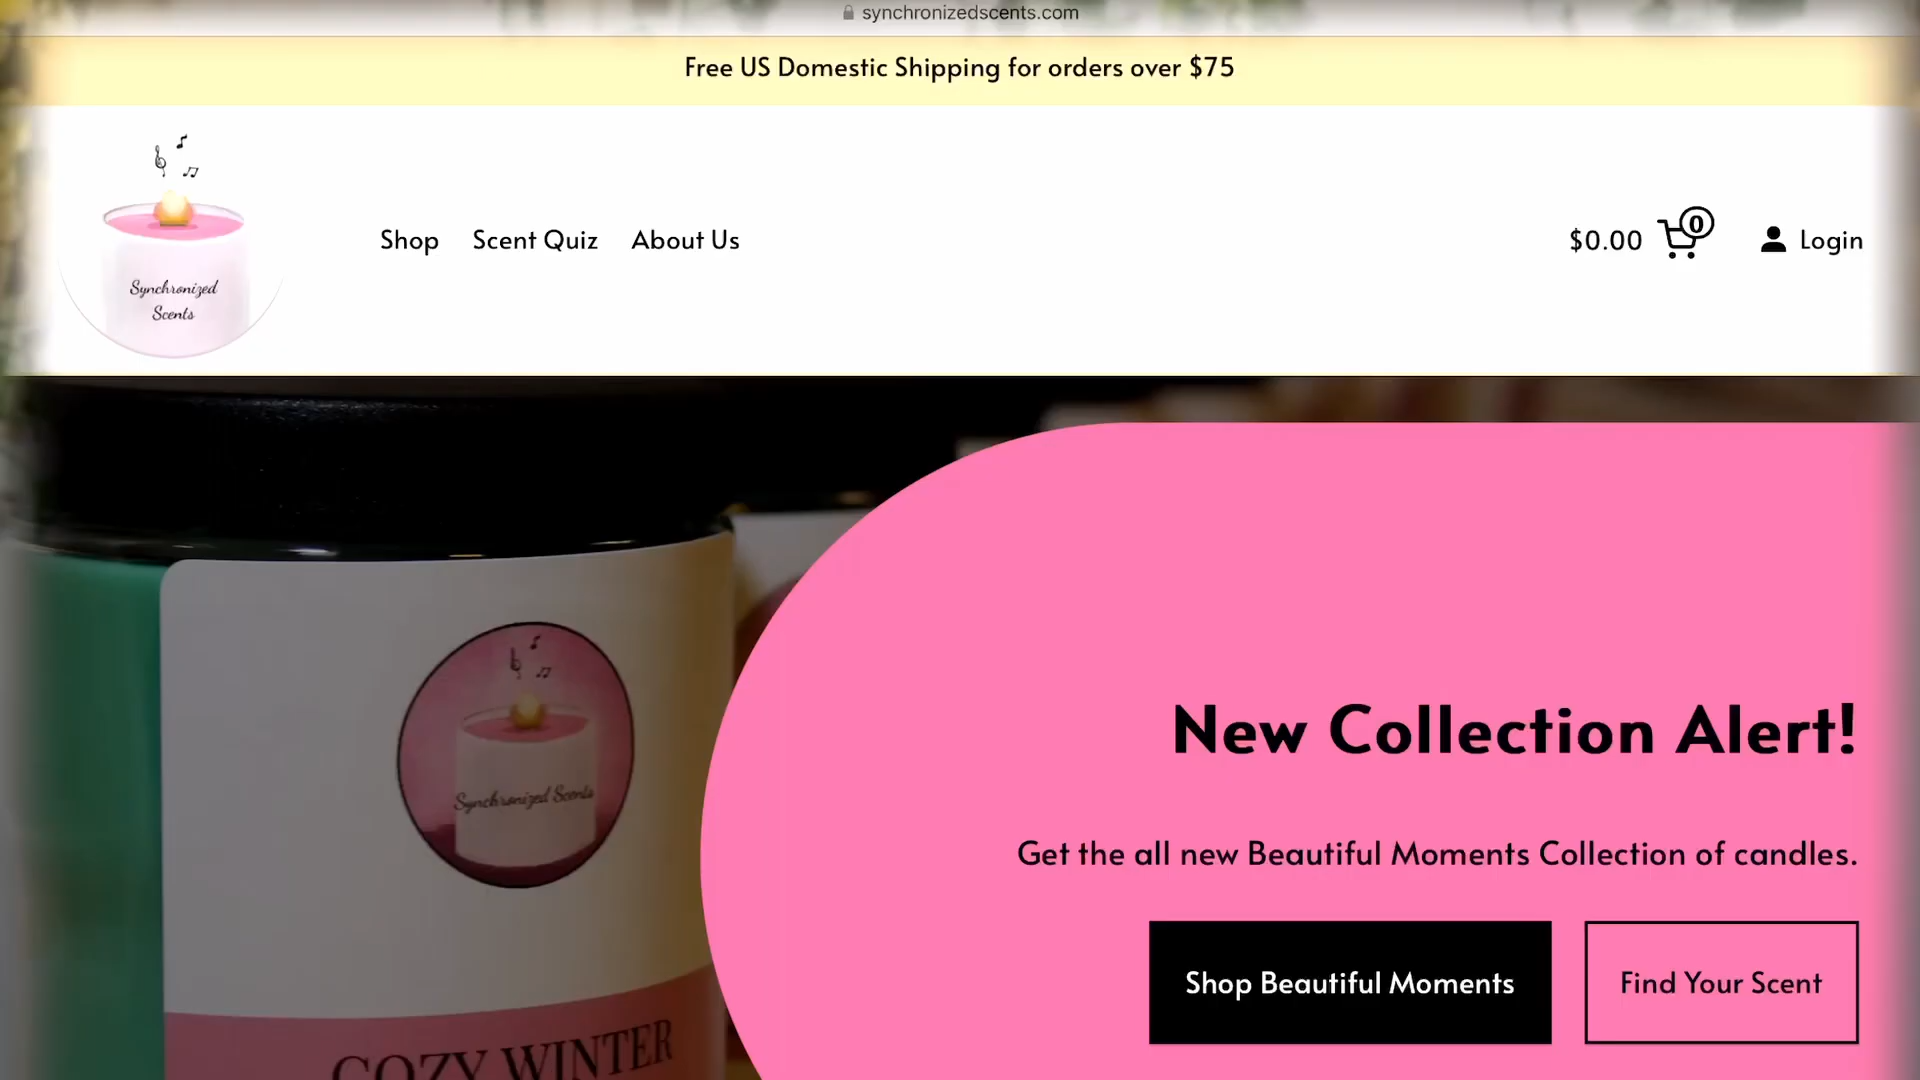 synchronizedscents.com
Free US Domestic Shipping for orders over $75
Synchronized
Scents
Shop
Scent Quiz
About Us
$0.00
0
Login
Synchronized Scents
COZY WINTER
New Collection Alert!
Get the all new Beautiful Moments Collection of candles.
Shop Beautiful Moments
Find Your Scent